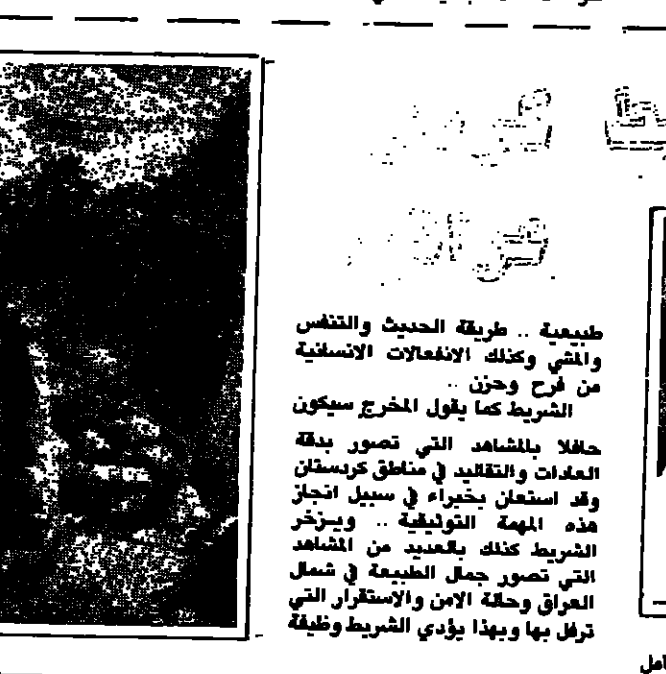 طبيعية .. طريقة الحديث والتنفس
والمشي وكذلك الانفعالات الانسانية
من فرح وحزن ..
الشريط كما يقول المخرج سيكون
حافلا بالمشاهد التي تصور بدقة
العادات والتقاليد في مناطق كردستان
وقد استعان بخبراء في سبيل انجاز
هذه المهمة التوثيقية .. ويـزخر
الشريط كذلك بالعديد من المشاهد
التي تصور جمال الطبيعة في شمال
العراق وحالة الامن والاستقرار التي
ترفل بها وبهذا يؤدي الشريط وظيفة